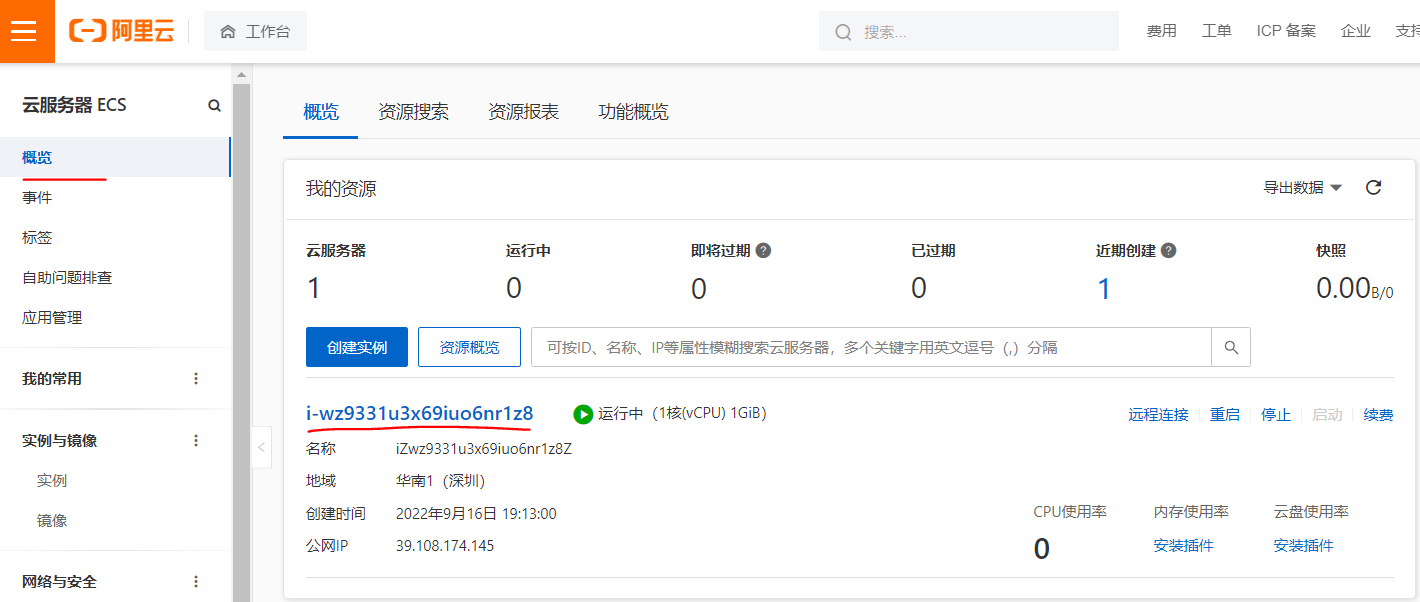 阿里云 工作台 搜索... 费用 工单 ICP 备案 企业 支持
云服务器 ECS
概览
事件
标签
自助问题排查
应用管理
我的常用
实例与镜像
实例
镜像
网络与安全
概览 资源搜索 资源报表 功能概览
我的资源 导出数据
云服务器 运行中 即将过期 ? 已过期 近期创建 ? 快照
1 0 0 0 1 0.00B/0
创建实例 资源概览 可按ID、名称、IP等属性模糊搜索云服务器，多个关键字用英文逗号（,）分隔
i-wz9331u3x69iuo6nr1z8 运行中（1核(vCPU) 1GiB） 远程连接 重启 停止 启动 续费
名称 iZwz9331u3x69iuo6nr1z8Z
地域 华南1（深圳）
创建时间 2022年9月16日 19:13:00
公网IP 39.108.174.145
CPU使用率 内存使用率 云盘使用率
0 安装插件 安装插件